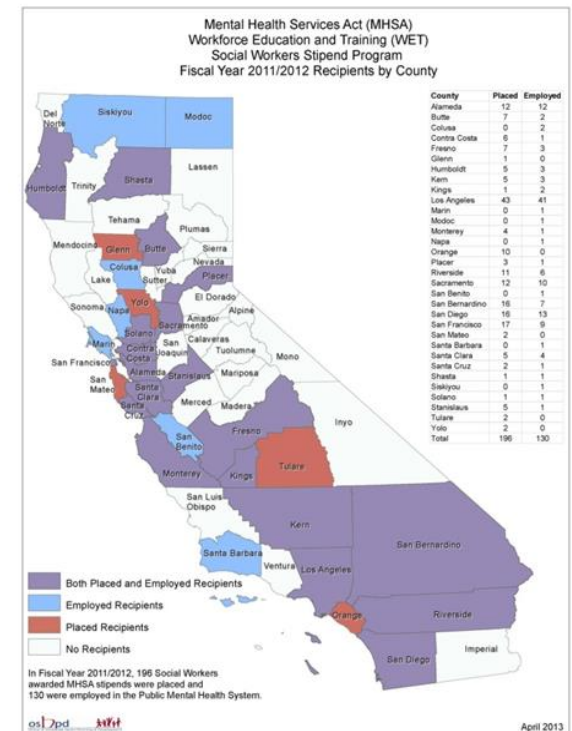 Mental Health Services Act (MHSA)
Workforce Education and Training (WET)
Social Workers Stipend Program
Fiscal Year 2011/2012 Recipients by County
County Placed Employed
Alameda 12 12
Butte 7 2
Colusa 0 2
Contra Costa 6 1
Fresno 7 3
Glenn 1 0
Humboldt 5 3
Kern 5 3
Kings 1 2
Los Angeles 43 41
Marin 0 1
Modoc 0 1
Monterey 4 1
Napa 0 1
Orange 10 0
Placer 3 1
Riverside 11 6
Sacramento 12 10
San Benito 0 1
San Bernardino 16 7
San Diego 16 13
San Francisco 17 9
San Mateo 2 0
Santa Barbara 0 1
Santa Clara 5 4
Santa Cruz 2 1
Shasta 1 1
Siskiyou 0 1
Solano 1 1
Stanislaus 5 1
Tulare 2 0
Yolo 2 0
Total 196 130
Del
Norte
Siskiyou
Modoc
Humboldt
Trinity
Shasta
Lassen
Tehama
Plumas
Mendocino
Glenn
Butte
Sierra
Nevada
Colusa
Yuba
Placer
Lake
Sutter
El Dorado
Sonoma
Napa
Yolo
Sacramento
Amador
Alpine
Solano
Marin
Contra
Costa
San
Joaquin
Calaveras
Tuolumne
Mono
San Francisco
Alameda
Stanislaus
Mariposa
San
Mateo
Santa
Clara
Santa
Cruz
Merced
Madera
Inyo
San
Benito
Fresno
Monterey
Kings
Tulare
San Luis
Obispo
Kern
San Bernardino
Santa Barbara
Ventura
Los Angeles
Orange
Riverside
San Diego
Imperial
Both Placed and Employed Recipients
Employed Recipients
Placed Recipients
No Recipients
In Fiscal Year 2011/2012, 196 Social Workers
awarded MHSA stipends were placed and
130 were employed in the Public Mental Health System.
oshpd
April 2013